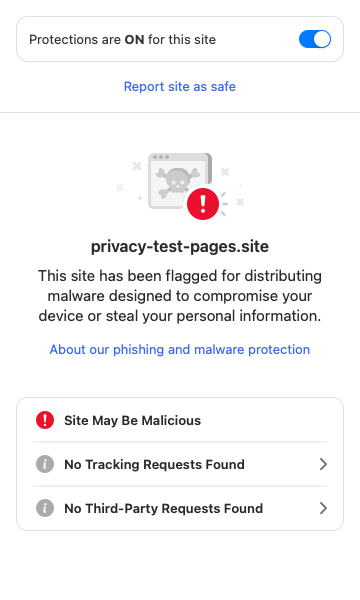 Protections are ON for this site
Report site as safe
privacy-test-pages.site
This site has been flagged for distributing
malware designed to compromise your
device or steal your personal information.
About our phishing and malware protection
Site May Be Malicious
No Tracking Requests Found
No Third-Party Requests Found